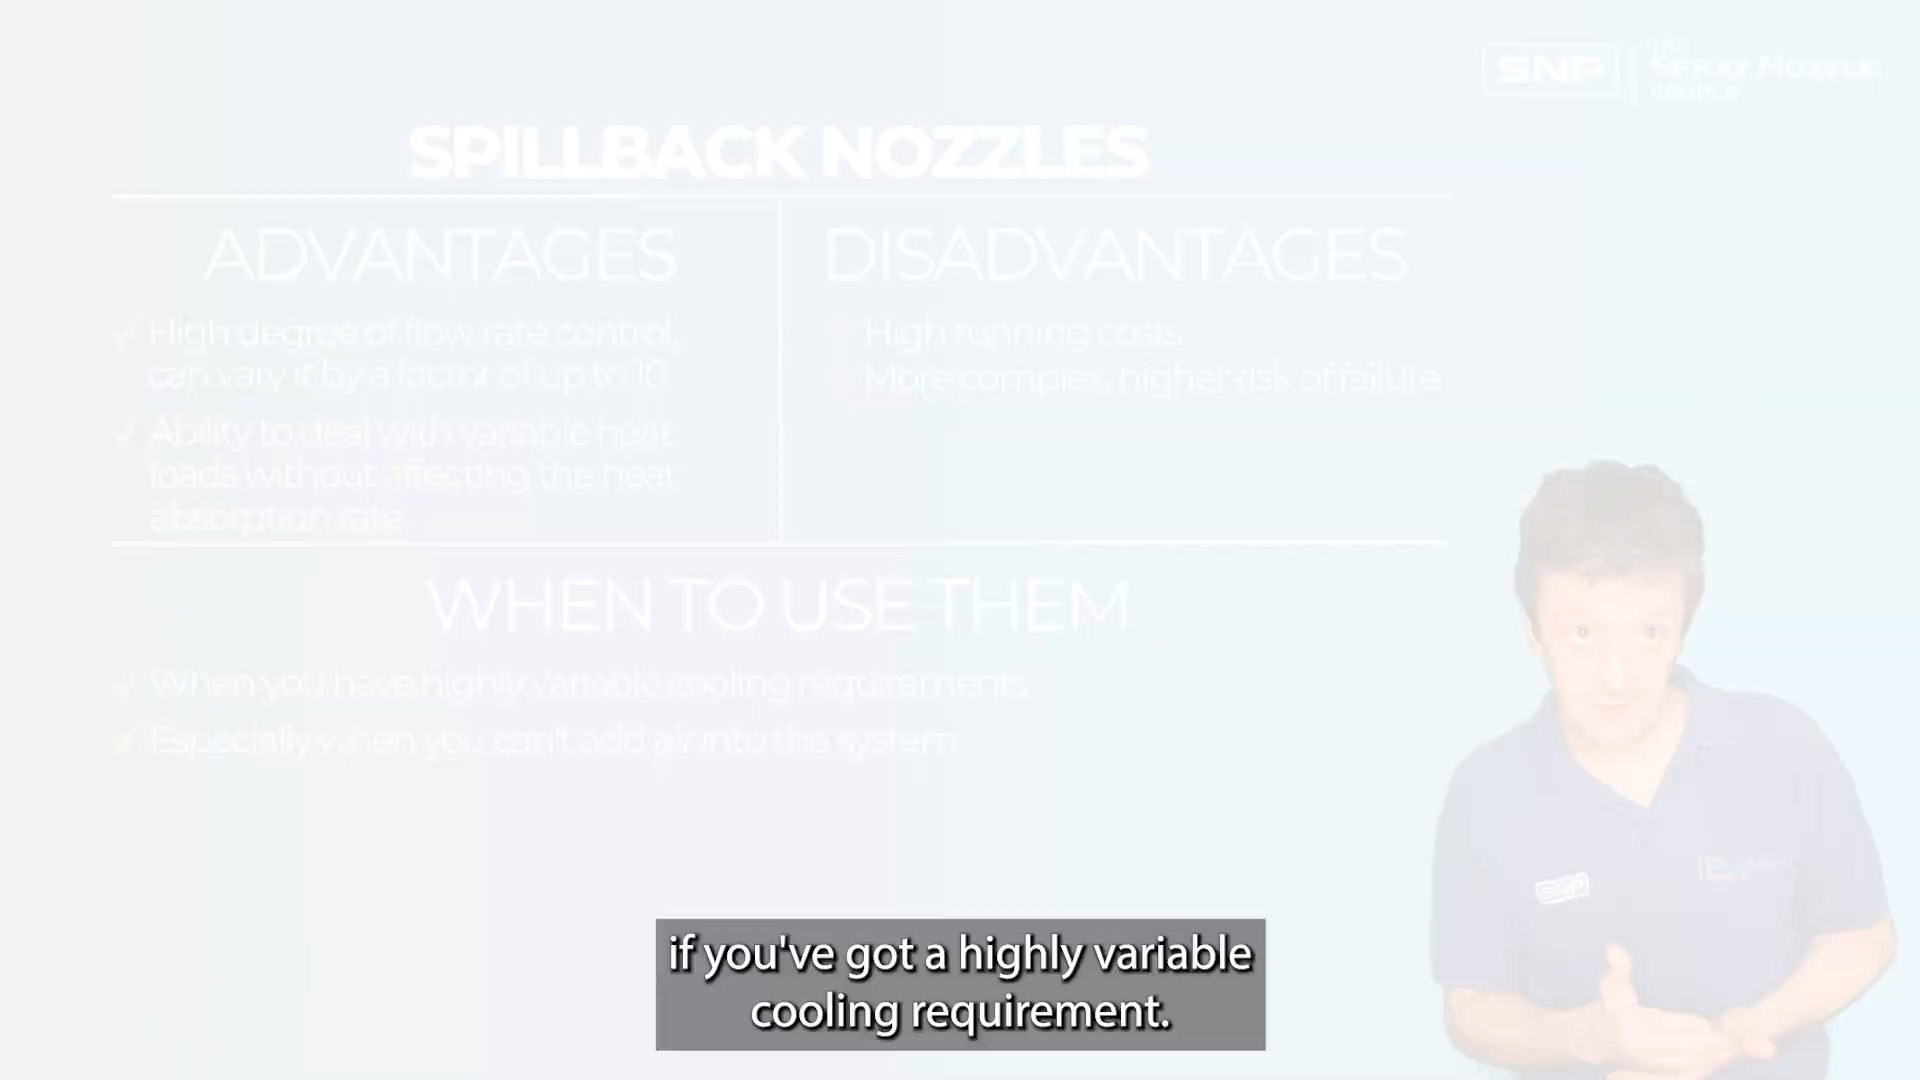 SNP
THE
SPRAY NOZZLE
PEOPLE
SPILLBACK NOZZLES
ADVANTAGES
High degree of flow rate control,
can vary it by a factor of up to 10
Ability to deal with variable heat
loads without affecting the heat
absorption rate
DISADVANTAGES
High running costs
More complex, higher risk of failure
WHEN TO USE THEM
When you have highly variable cooling requirements
Especially when you can't add air into the system
SNP
if you've got a highly variable
cooling requirement.